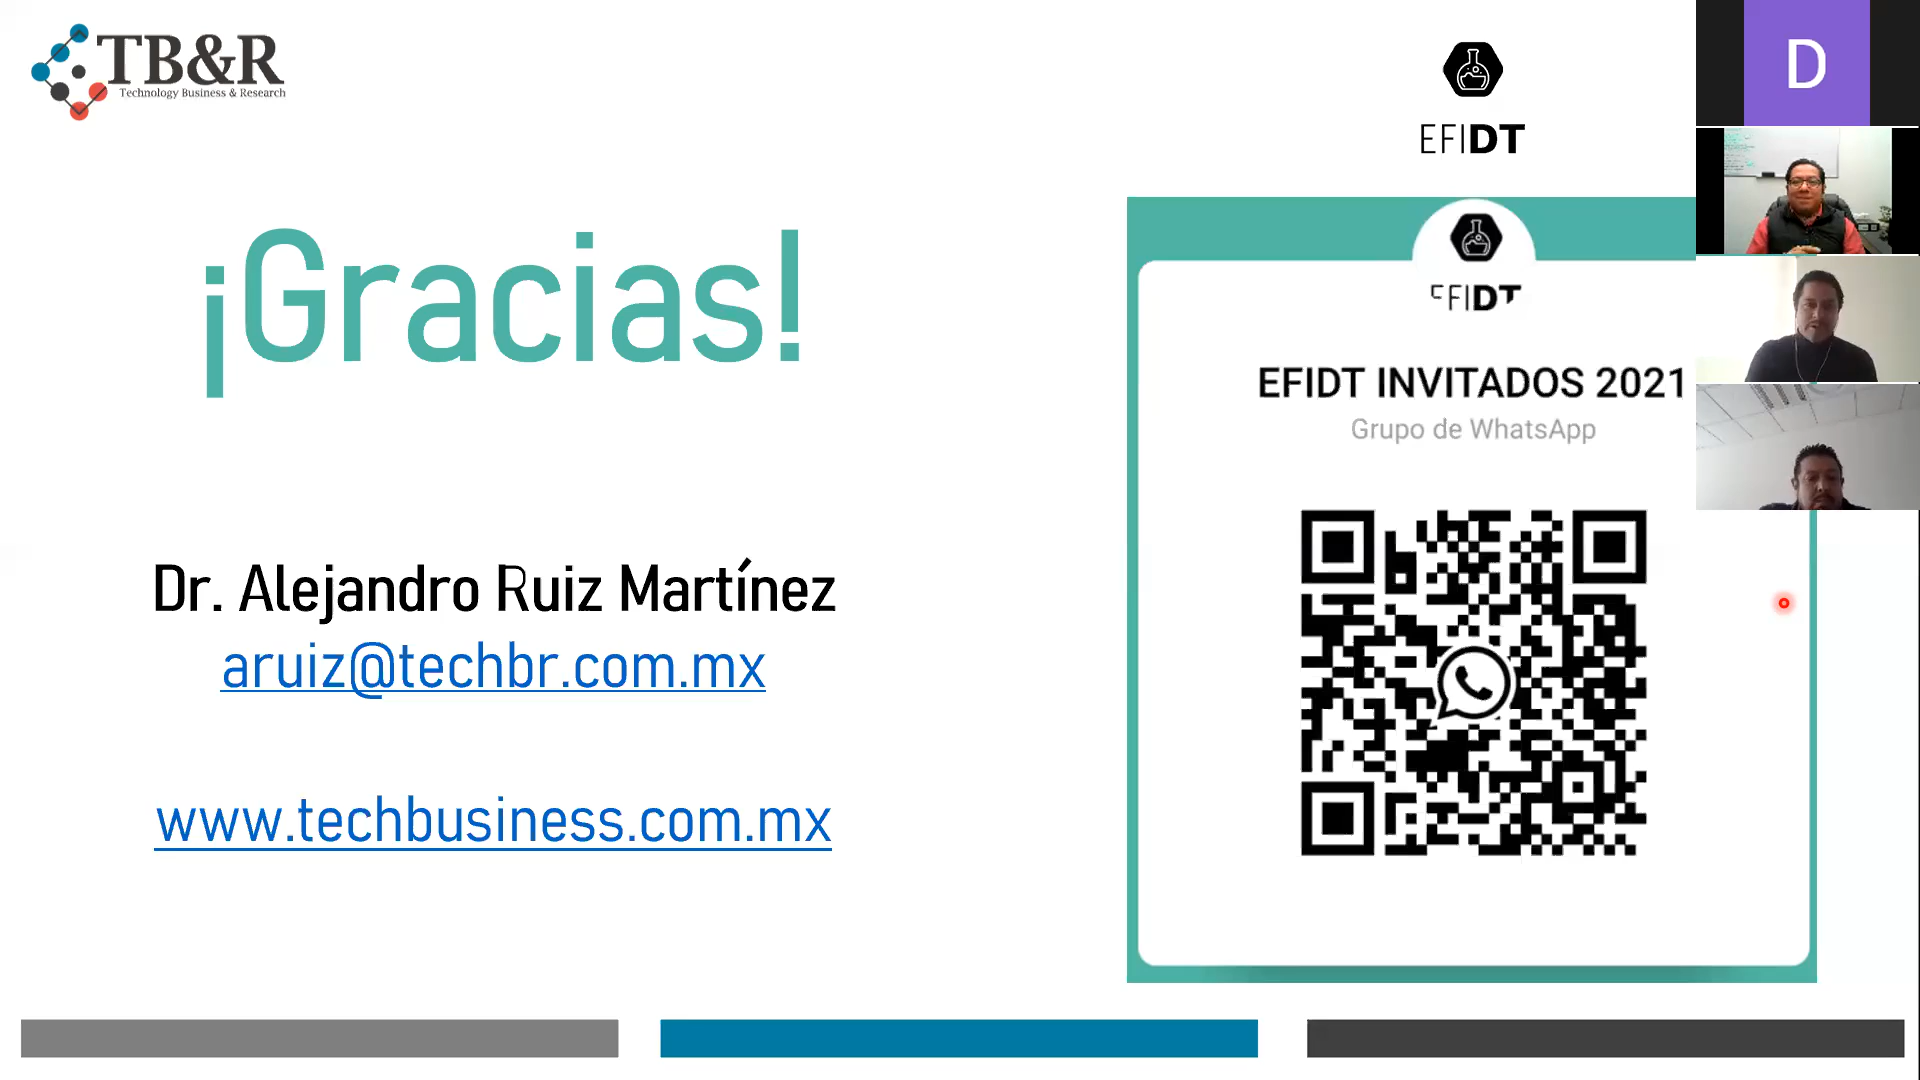 TB&R
Technology Business & Research
¡Gracias!
Dr. Alejandro Ruiz Martínez
aruiz@techbr.com.mx
www.techbusiness.com.mx
EFIDT
EFIDT
EFIDT INVITADOS 2021
Grupo de WhatsApp
D